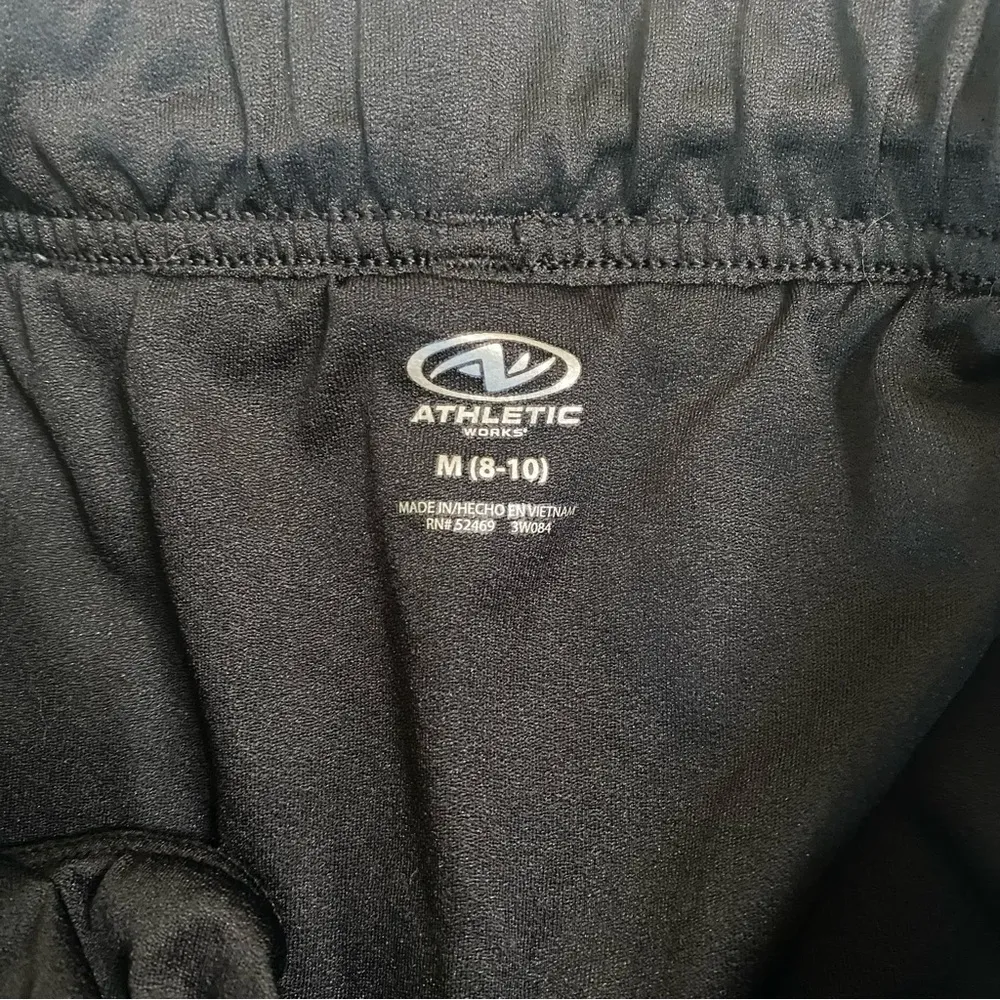 ATHLETIC
WORKS®
M (8-10)
MADE IN/HECHO EN VIETNAM
RN# 52469 3W084